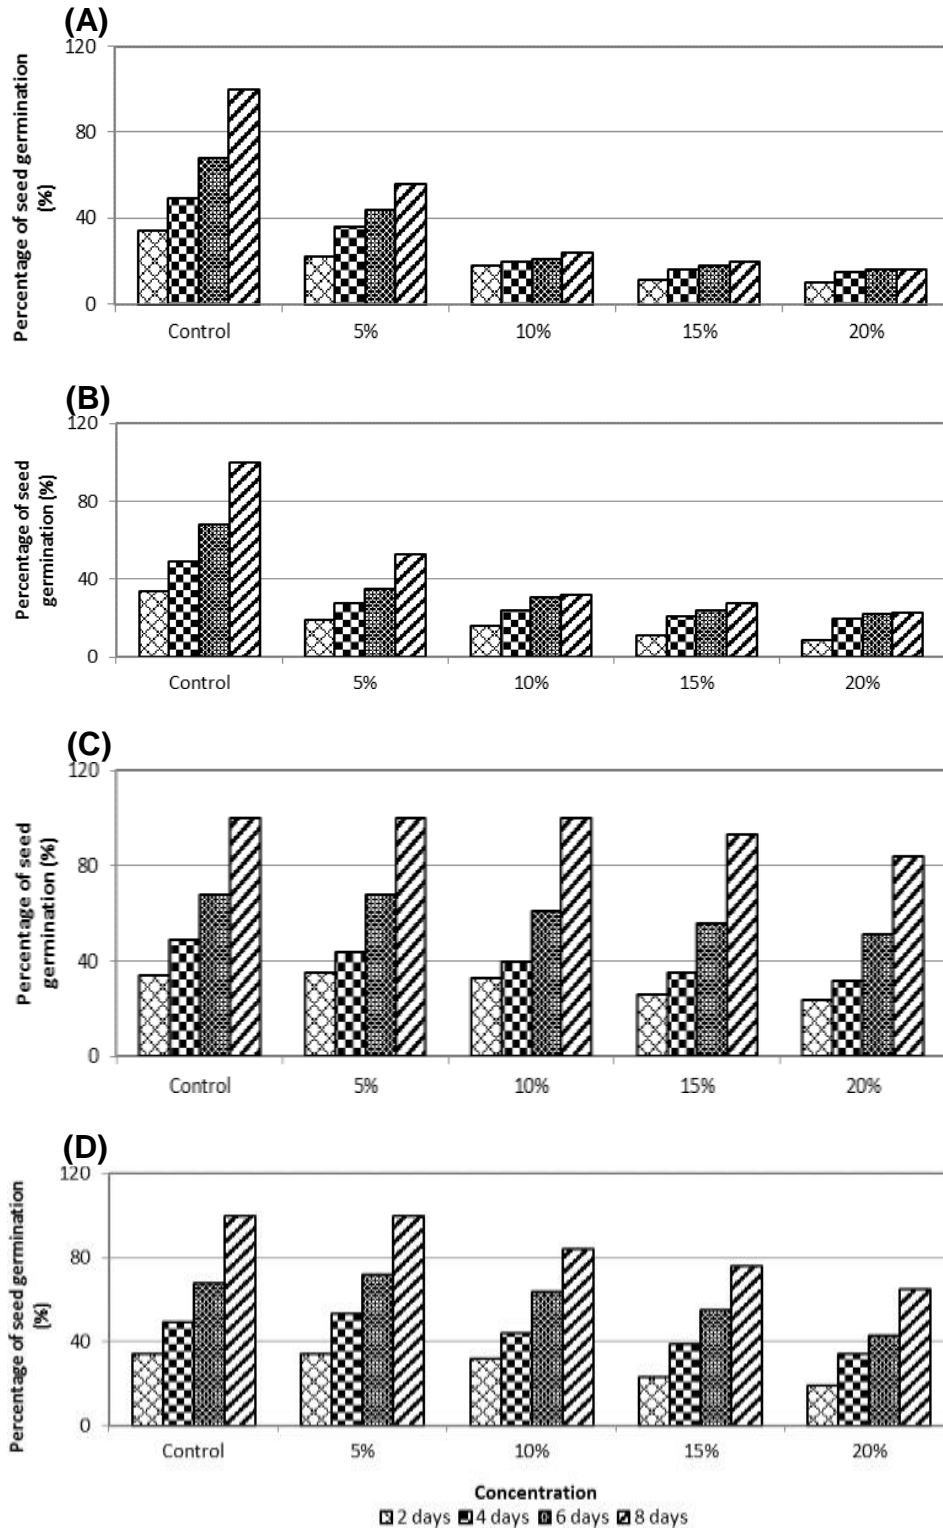 (A)
Percentage of seed germination
(%)
120
80
40
0
Control 5% 10% 15% 20%
(B)
Percentage of seed
germination (%)
120
80
40
0
Control 5% 10% 15% 20%
(C)
Percentage of seed
germination (%)
120
80
40
0
Control 5% 10% 15% 20%
(D)
Percentage of seed germination
(%)
120
80
40
0
Control 5% 10% 15% 20%
Concentration
2 days 4 days 6 days 8 days